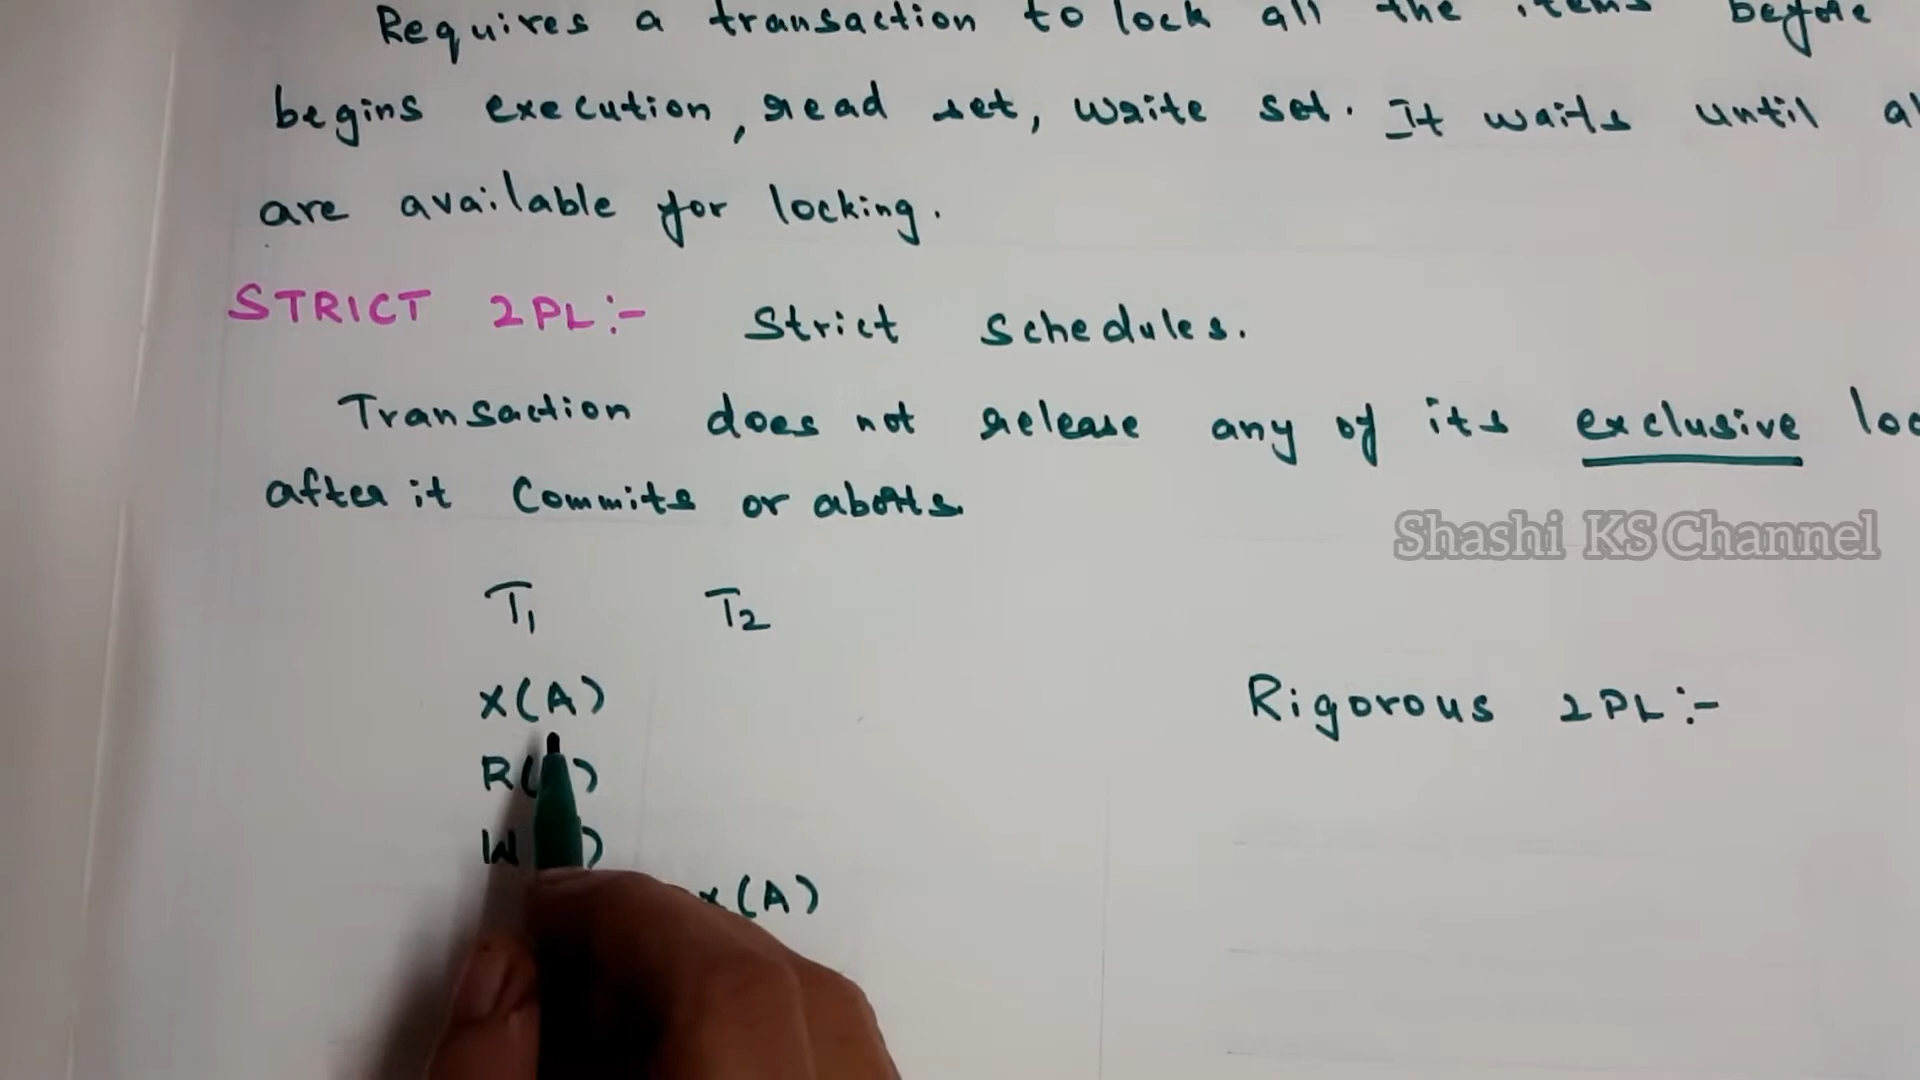 Requires a transaction to lock all the items before
begins execution, read set, write set. It waits until
are available for locking.
STRICT 2PL:- Strict Schedules.
Transaction does not release any of its exclusive
after it Commits or aborts.
Shashi KS Channel
T1 T2
X(A)
R( )
Rigorous 2PL:-
W )
X(A)